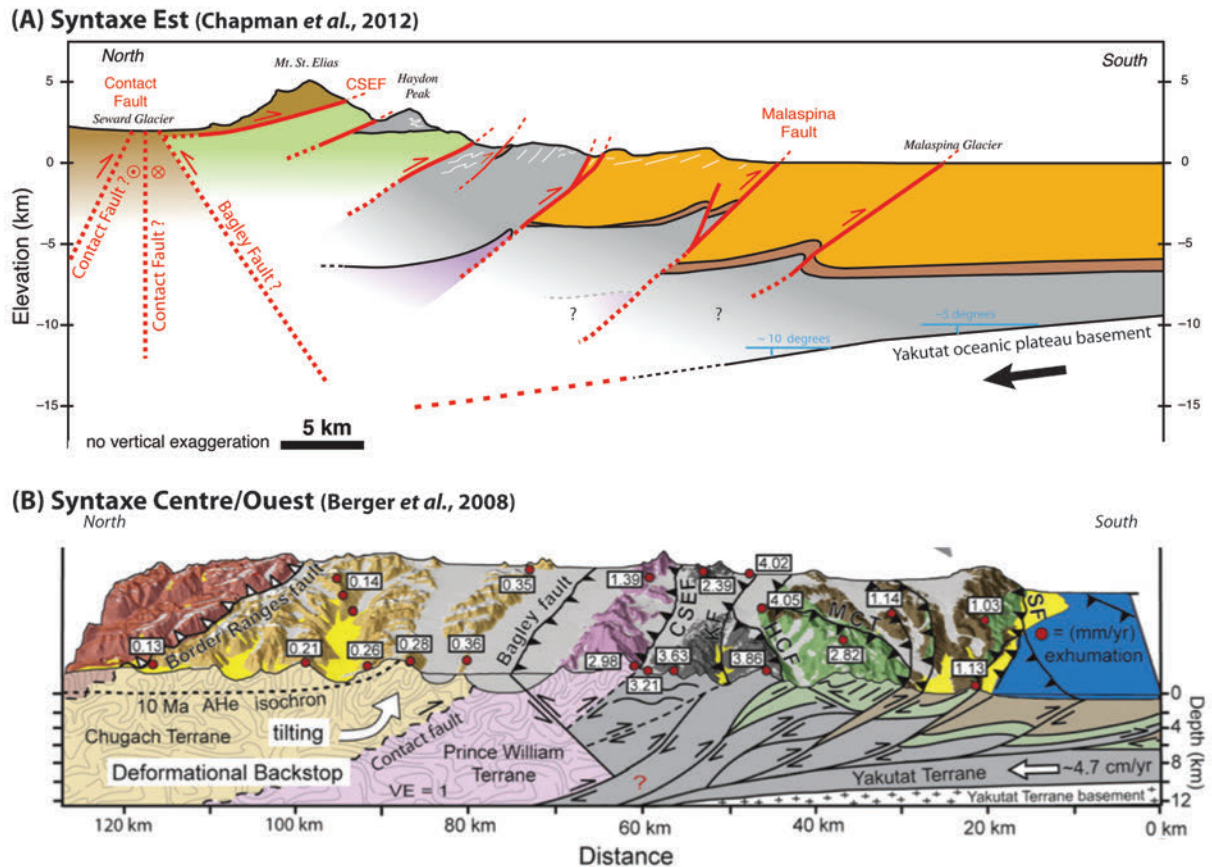 (A) Syntaxe Est (Chapman et al., 2012)
North
South
Mt. St. Elias
Contact
Fault
Seward Glacier
CSEF
Haydon
Peak
Malaspina
Fault
Malaspina Glacier
5
0
−5
−10
−15
Elevation (km)
5
0
−5
−10
−15
Contact Fault ?
Contact Fault ?
Bagley Fault ?
?
?
~5 degrees
~ 10 degrees
Yakutat oceanic plateau basement
no vertical exaggeration
5 km
(B) Syntaxe Centre/Ouest (Berger et al., 2008)
North
South
0.13
Border Ranges fault
0.14
0.21
0.26
0.28
0.36
0.35
Bagley fault
1.39
2.98
3.21
CSEF
3.63
KF
2.39
4.02
4.05
3.86
HCF
MCT
2.82
1.14
1.03
1.13
SF
= (mm/yr)
exhumation
10 Ma AHe isochron
tilting
Chugach Terrane
Contact fault
Deformational Backstop
Prince William
Terrane
VE = 1
?
Yakutat Terrane
~4.7 cm/yr
Yakutat Terrane basement
0
4
8
12
Depth (km)
120 km
100 km
80 km
60 km
40 km
20 km
0 km
Distance